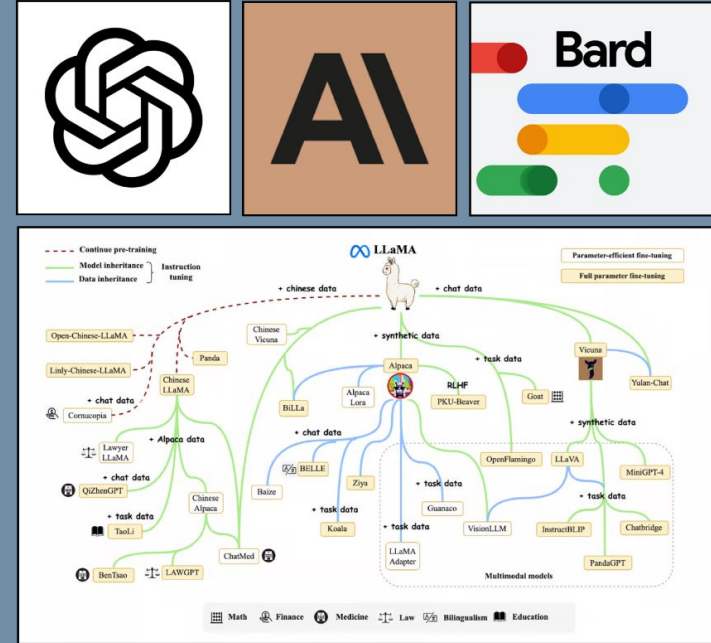 Bard
Continue pre-training
Model inheritance
Data inheritance
Instruction
tuning
LLaMA
Parameter-efficient fine-tuning
Full parameter fine-tuning
+ chinese data
+ chat data
+ synthetic data
Open-Chinese-LLaMA
Linly-Chinese-LLaMA
Panda
Chinese
Vicuna
Chinese
LLaMA
+ chat data
Cornucopia
+ Alpaca data
Lawyer
LLaMA
+ chat data
QiZhenGPT
+ task data
TaoLi
Chinese
Alpaca
BenTsao
LAWGPT
ChatMed
BiLLa
Alpaca
Alpaca
Lora
RLHF
PKU-Beaver
+ task data
Goat
Vicuna
Yulan-Chat
+ chat data
BELLE
Baize
Ziya
+ task data
Koala
Guanaco
+ task data
LLaMA
Adapter
OpenFlamingo
VisionLLM
+ synthetic data
LLaVA
MiniGPT-4
+ task data
InstructBLIP
Chatbridge
PandaGPT
Multimodal models
Math
Finance
Medicine
Law
Bilingualism
Education